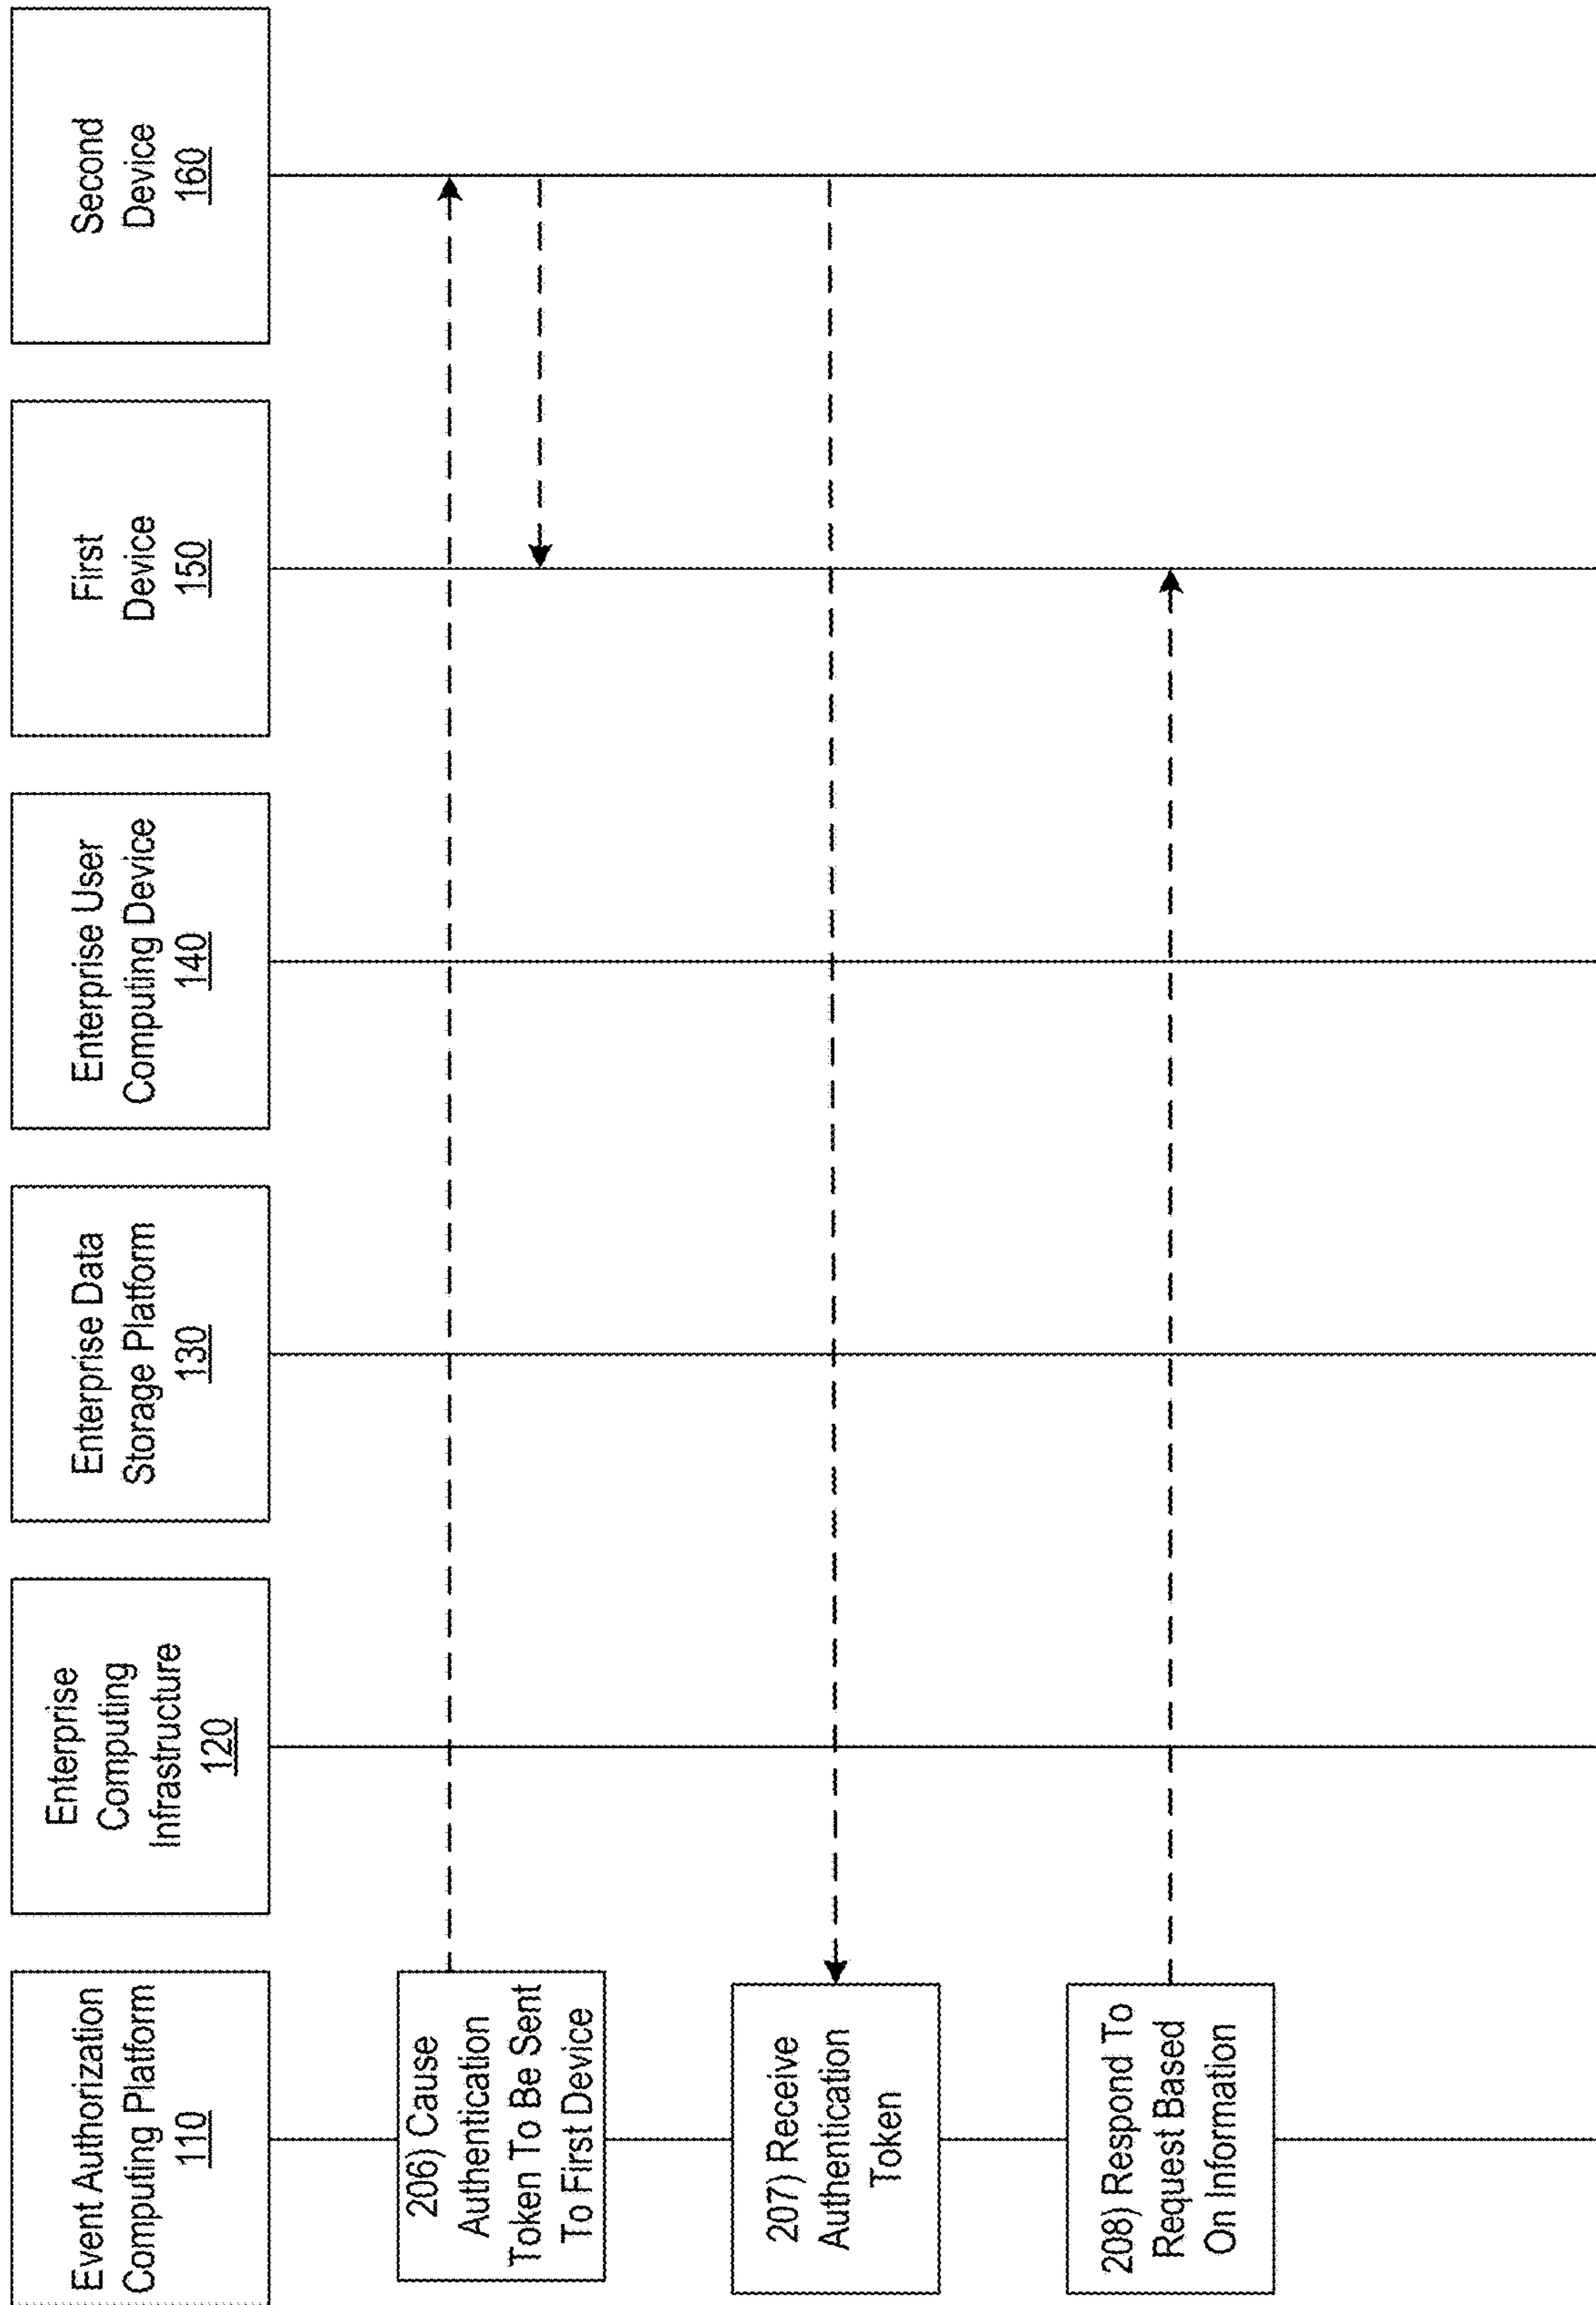 Event Authorization
Computing Platform
110
Enterprise
Computing
Infrastructure
120
Enterprise Data
Storage Platform
130
Enterprise User
Computing Device
140
First
Device
150
Second
Device
160
206) Cause
Authentication
Token To Be Sent
To First Device
207) Receive
Authentication
Token
208) Respond To
Request Based
On Information